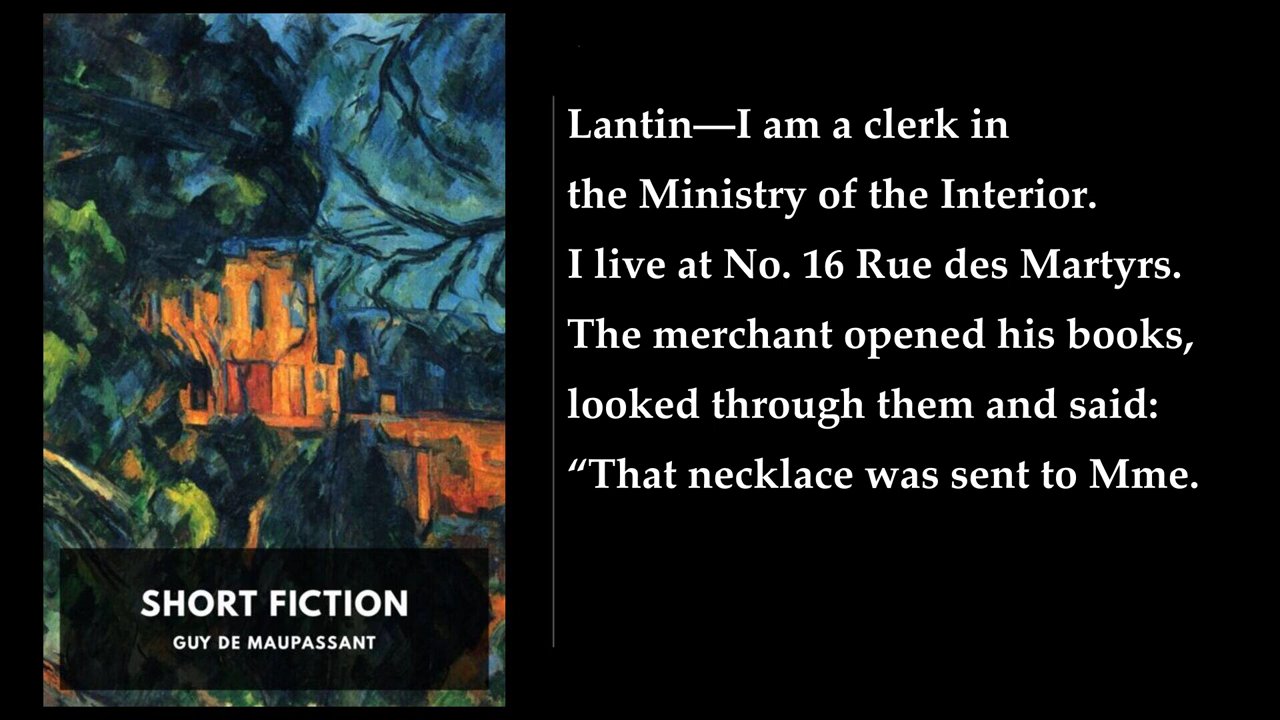 Lantin—I am a clerk in
the Ministry of the Interior.
I live at No. 16 Rue des Martyrs.
The merchant opened his books,
looked through them and said:
“That necklace was sent to Mme.
SHORT FICTION
GUY DE MAUPASSANT